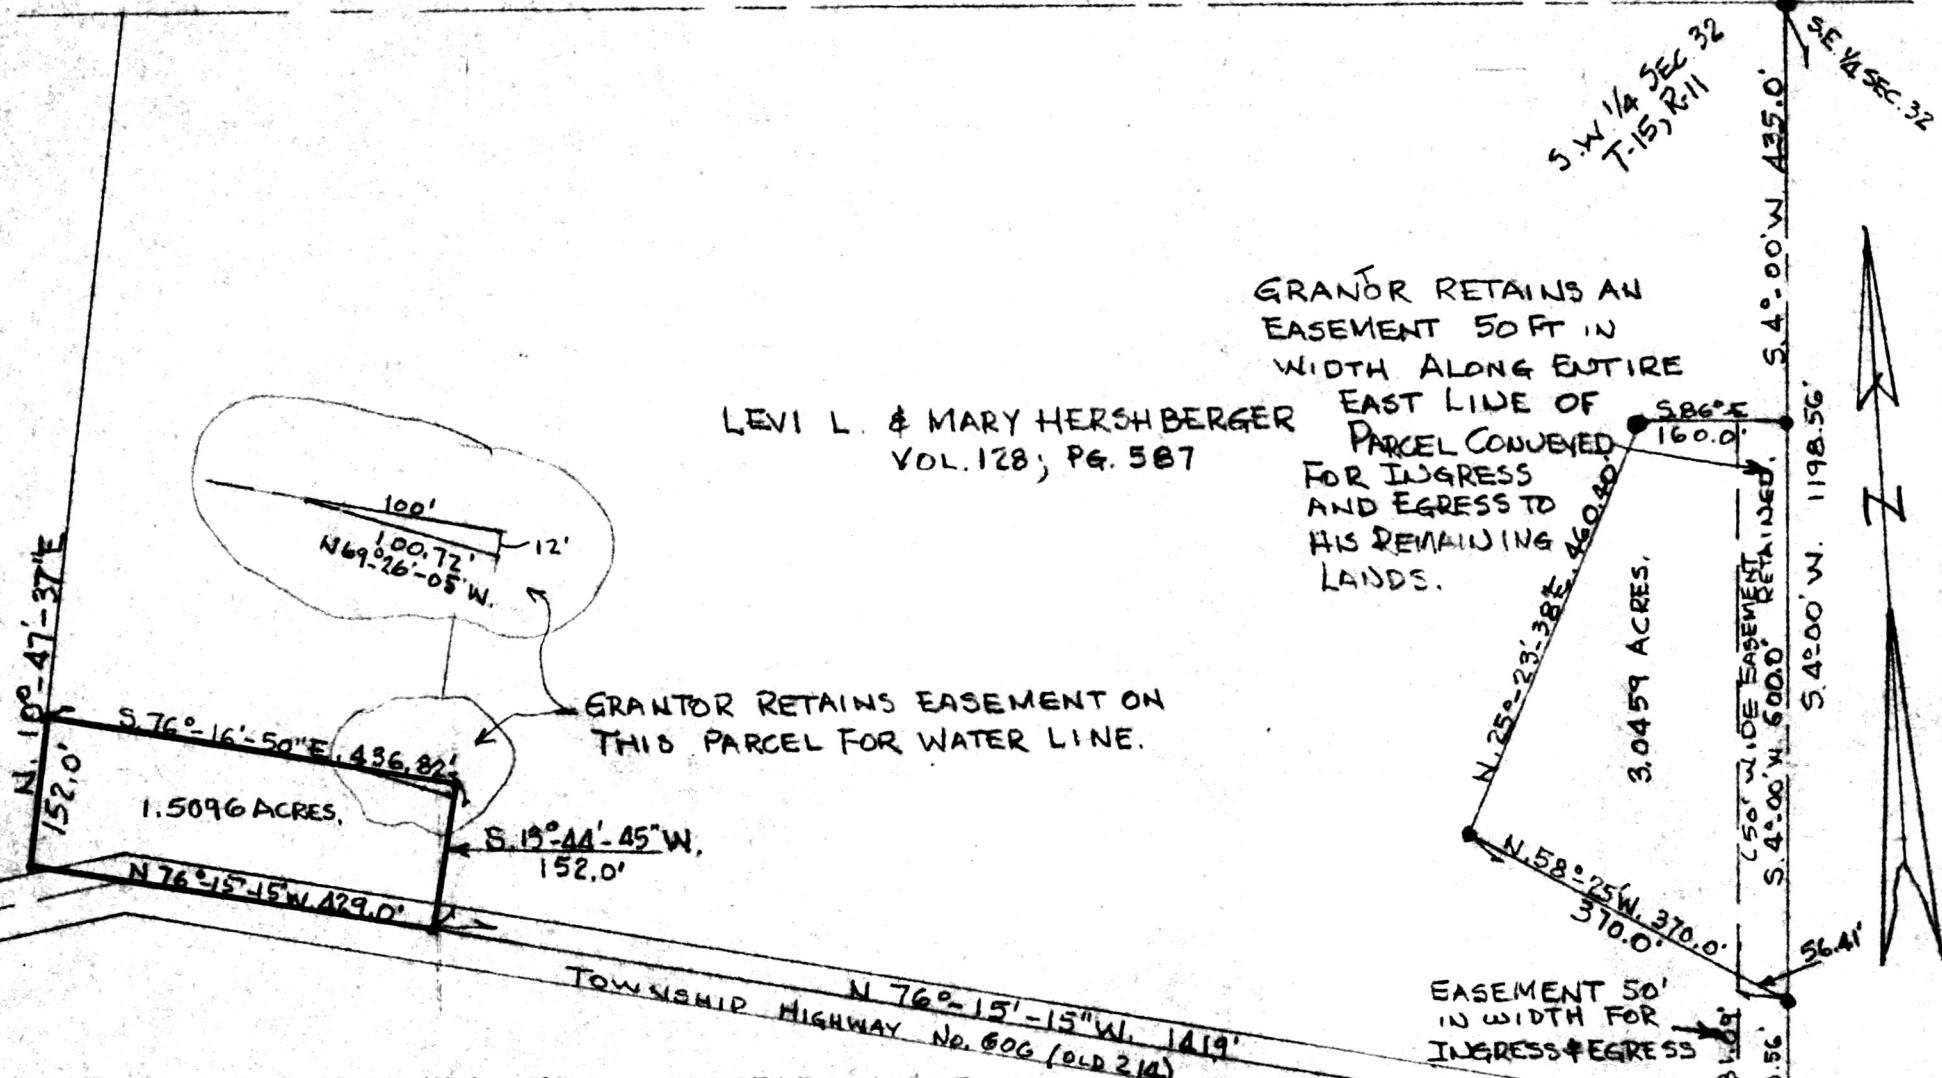 S.W 1/4 SEC. 32
T-15, R-11
S.E. 1/4 SEC. 32
S. 4°-00' W. 435.0'
GRANTOR RETAINS AN
EASEMENT 50 FT IN
WIDTH ALONG ENTIRE
EAST LINE OF
PARCEL CONVEYED
FOR INGRESS
AND EGRESS TO
HIS REMAINING
LANDS.
S 86° E
160.0'
LEVI L. & MARY HERSHBERGER
VOL. 128; PG. 587
S. 4°-00' W. 1198.56'
N
100'
12'
100.72'
N 69°-26'-05" W.
N. 25°-23'-38" E. 460.40'
3.0459 ACRES.
(50' WIDE EASEMENT
RETAINED.
S. 4°-00' W. 600.0'
N. 10°-47'-37" E
152.0'
GRANTOR RETAINS EASEMENT ON
THIS PARCEL FOR WATER LINE.
S. 76°-16'-50" E. 436.82'
1.5096 ACRES.
S. 13°-44'-45" W.
152.0'
N 76°-15'-15" W. 429.0'
N. 58°-25' W. 370.0'
370.0'
56.41'
N 76°-15'-15" W. 1419'
TOWNSHIP HIGHWAY No. 606 (OLD 214)
EASEMENT 50'
IN WIDTH FOR
INGRESS & EGRESS